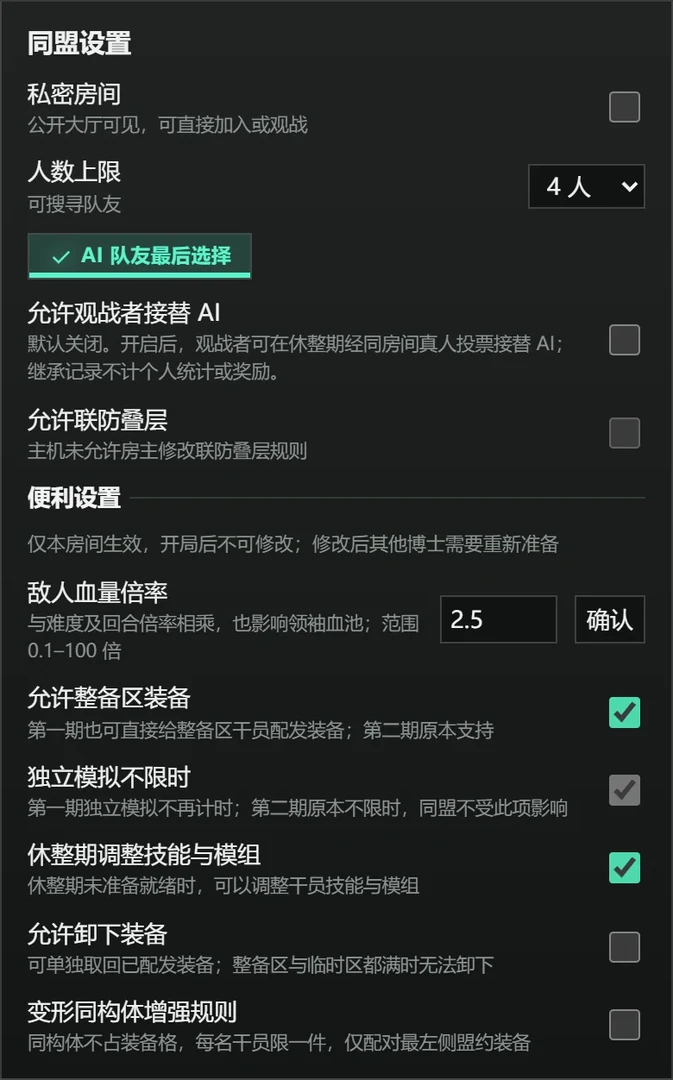 同盟设置
私密房间
公开大厅可见，可直接加入或观战
人数上限
4 人
可搜寻队友
AI 队友最后选择
允许观战者接替 AI
默认关闭。开启后，观战者可在休整期经同房间真人投票接替 AI；
继承记录不计个人统计或奖励。
允许联防叠层
主机未允许房主修改联防叠层规则
便利设置
仅本房间生效，开局后不可修改；修改后其他博士需要重新准备
敌人血量倍率
与难度及回合倍率相乘，也影响领袖血池；范围
0.1–100 倍
2.5
确认
允许整备区装备
第一期也可直接给整备区干员配发装备；第二期原本支持
独立模拟不限时
第一期独立模拟不再计时；第二期原本不限时，同盟不受此项影响
休整期调整技能与模组
休整期未准备就绪时，可以调整干员技能与模组
允许卸下装备
可单独取回已配发装备；整备区与临时区都满时无法卸下
变形同构体增强规则
同构体不占装备格，每名干员限一件，仅配对最左侧盟约装备